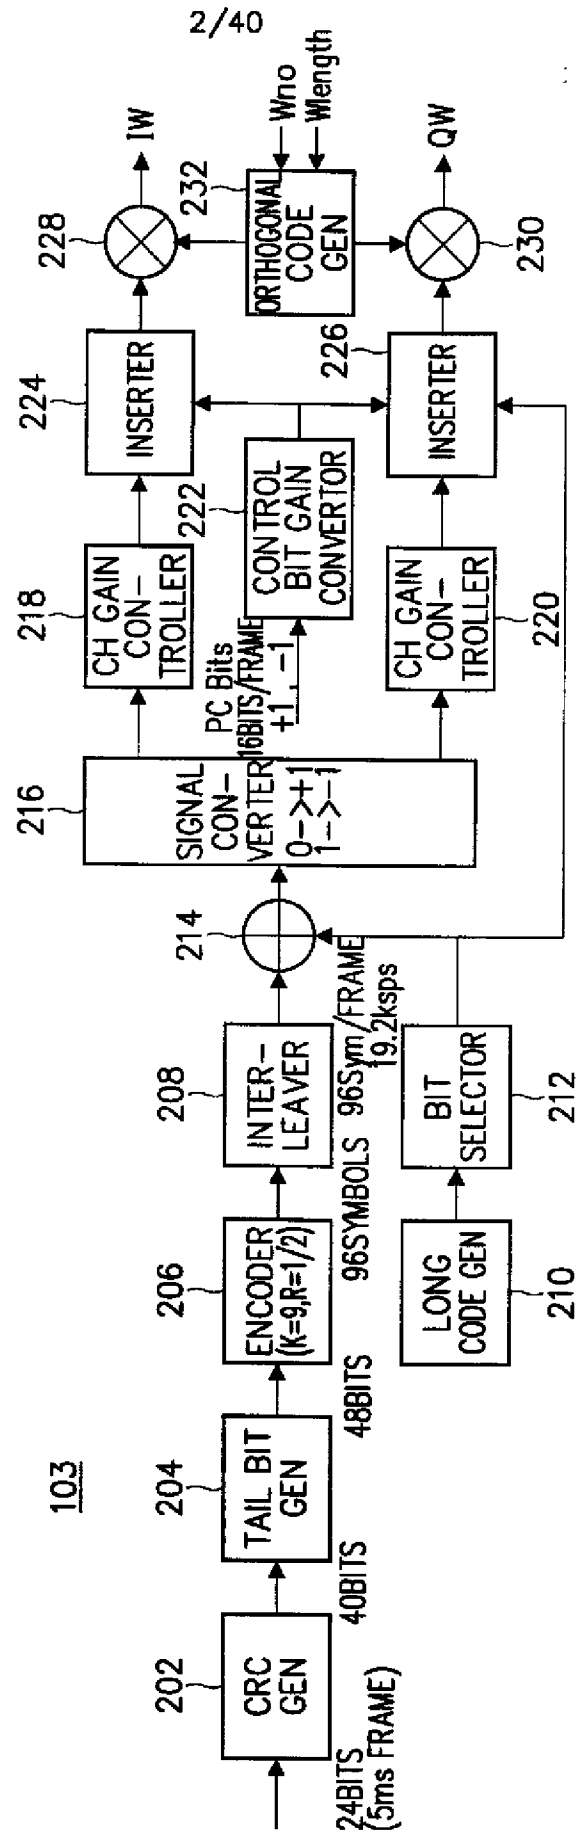 2/40
103
24BITS
(5ms FRAME)
202
CRC
GEN
40BITS
204
TAIL BIT
GEN
48BITS
206
ENCODER
(K=9,R=1/2)
96SYMBOLS
208
INTER-
LEAVER
96Sym/FRAME
19.2ksps
210
LONG
CODE GEN
212
BIT
SELECTOR
214
216
SIGNAL
CON-
VERTER
0->+1
1->-1
PC Bits
16BITS/FRAME
+1, -1
218
CH GAIN
CON-
TROLLER
220
CH GAIN
CON-
TROLLER
222
CONTROL
BIT GAIN
CONVERTOR
224
INSERTER
226
INSERTER
228
IW
230
QW
232
ORTHOGONAL
CODE
GEN
Wno
Wlength